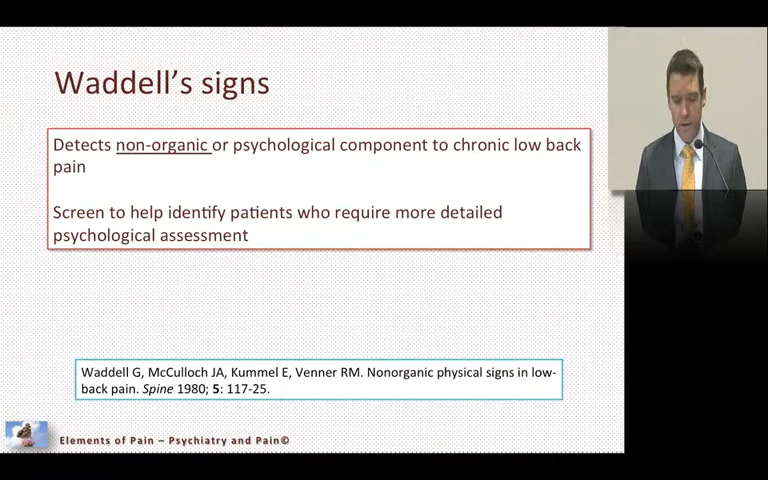 Waddell's signs
Detects non-organic or psychological component to chronic low back
pain
Screen to help identify patients who require more detailed
psychological assessment
Waddell G, McCulloch JA, Kummel E, Venner RM. Nonorganic physical signs in low-
back pain. Spine 1980; 5: 117-25.
Elements of Pain – Psychiatry and Pain©